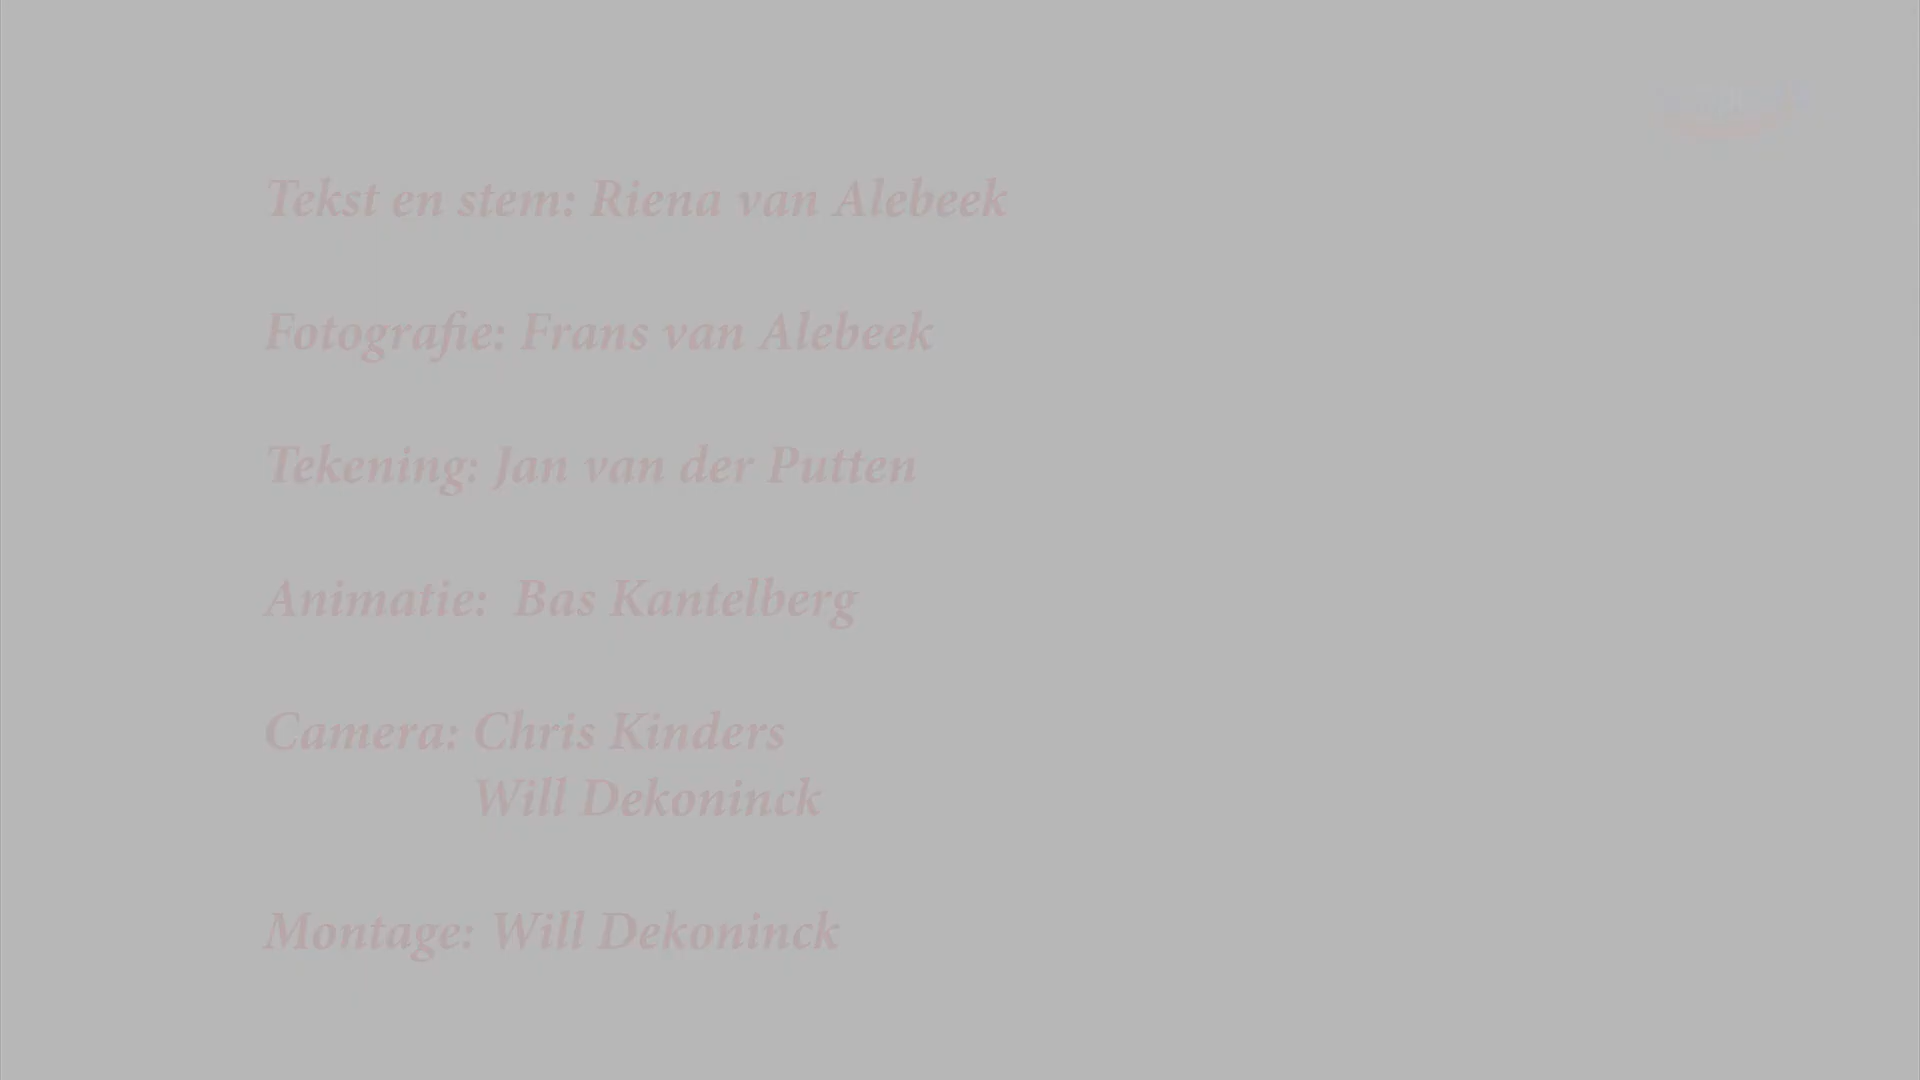 Tekst en stem: Riena van Alebeek
Fotografie: Frans van Alebeek
Tekening: Jan van der Putten
Animatie: Bas Kantelberg
Camera: Chris Kinders
Will Dekoninck
Montage: Will Dekoninck